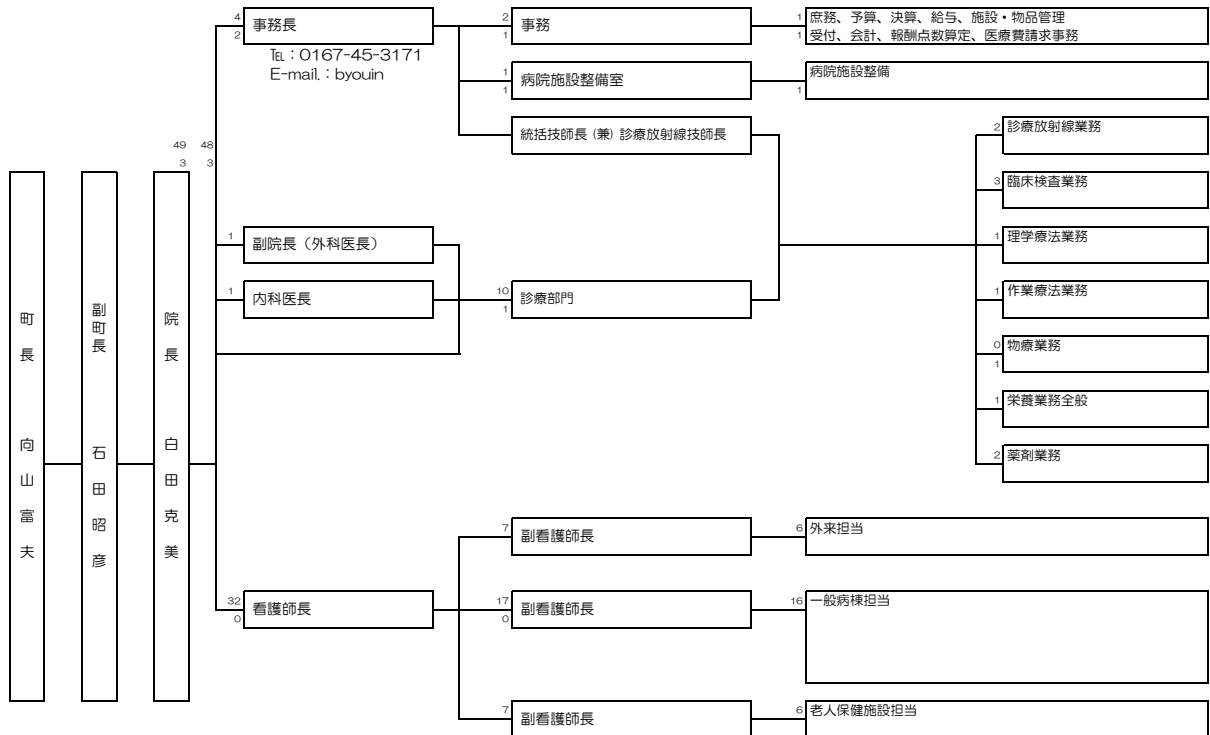 4
2
事務長
℡:0167-45-3171
E-mail.:byouin
2
1
事務
1
1
庶務、予算、決算、給与、施設・物品管理
受付、会計、報酬点数算定、医療費請求事務
1
1
病院施設整備室
1
病院施設整備
統括技師長 (兼) 診療放射線技師長
2
診療放射線業務
3
臨床検査業務
1
理学療法業務
1
作業療法業務
0
1
物療業務
1
栄養業務全般
2
薬剤業務
49 48
3 3
町長 向山富夫
副町長 石田昭彦
院長 白田克美
1
副院長(外科医長)
1
内科医長
10
1
診療部門
32
0
看護師長
7
副看護師長
6
外来担当
17
0
副看護師長
16
一般病棟担当
7
副看護師長
6
老人保健施設担当